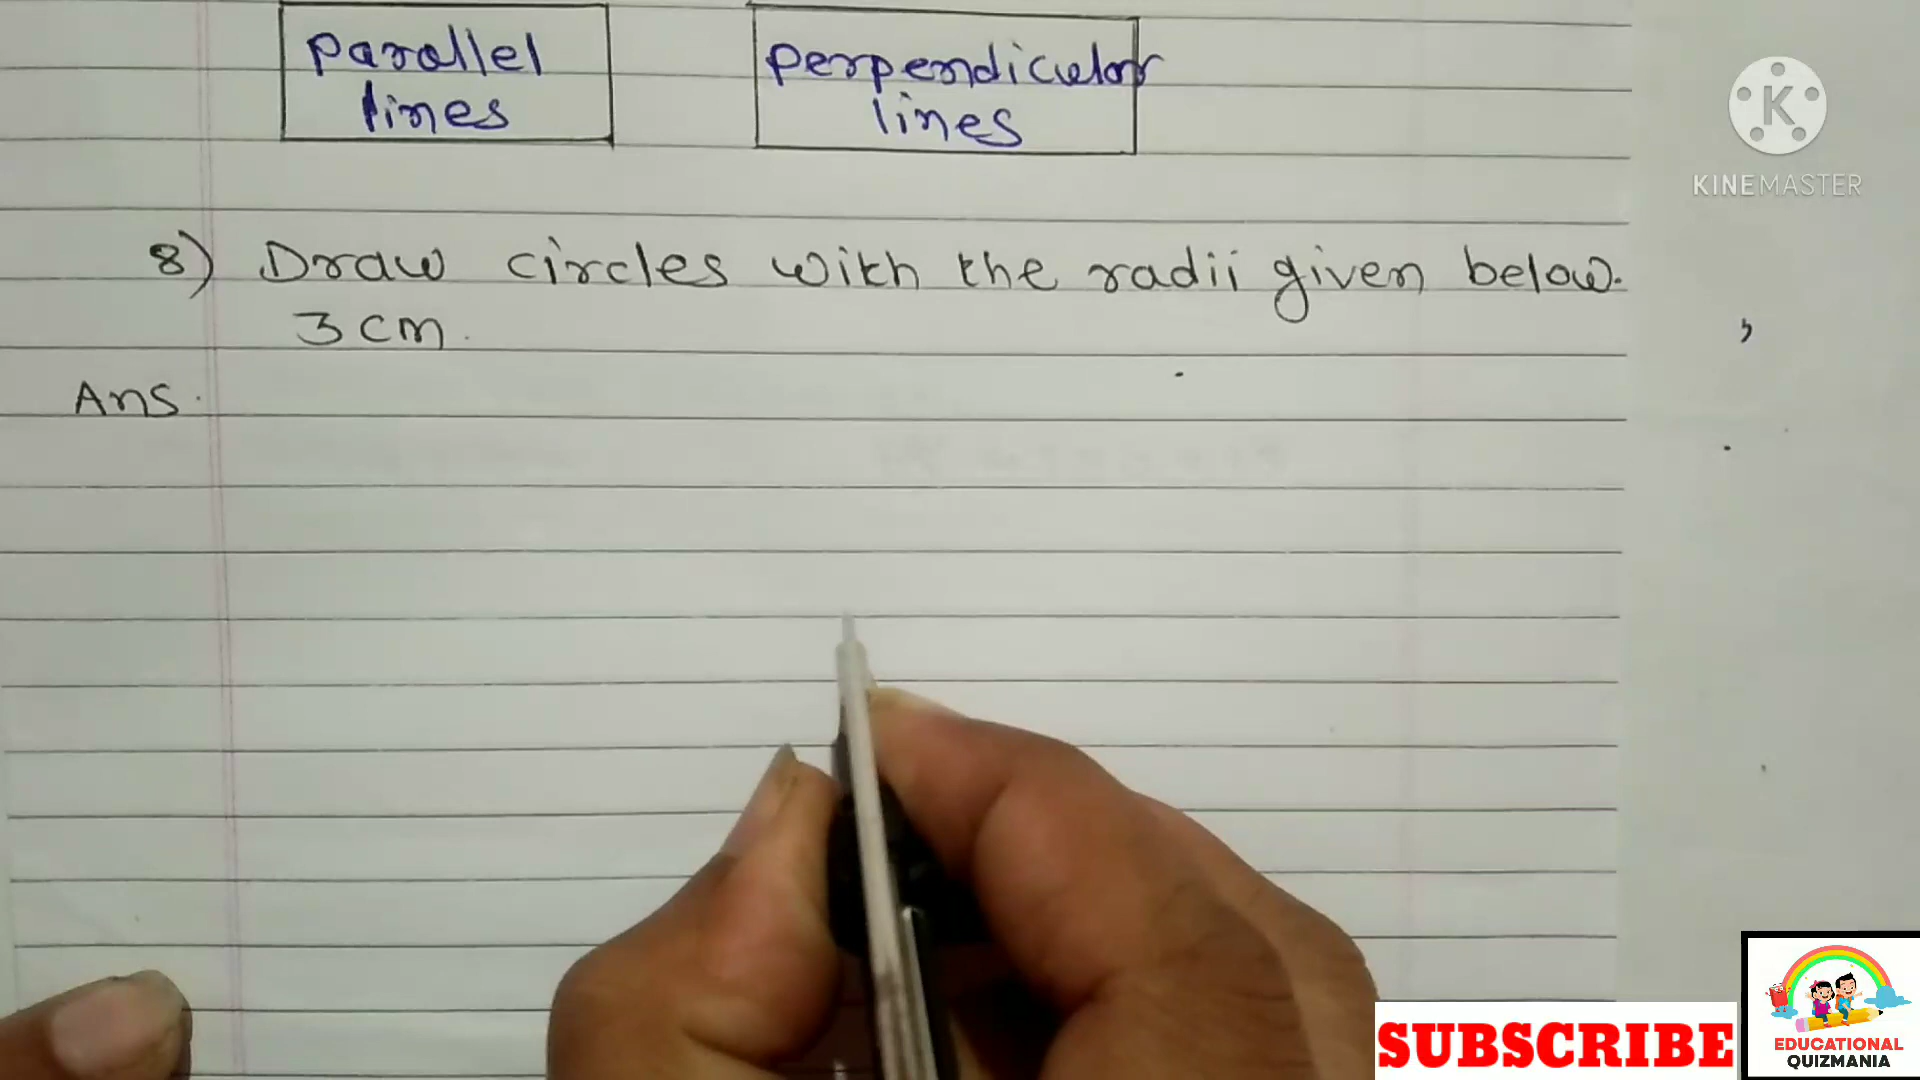 parallel
lines
perpendicular
lines
K
KINEMASTER
8) Draw circles with the radii given below.
3 cm.
,
Ans.
SUBSCRIBE
EDUCATIONAL
QUIZMANIA